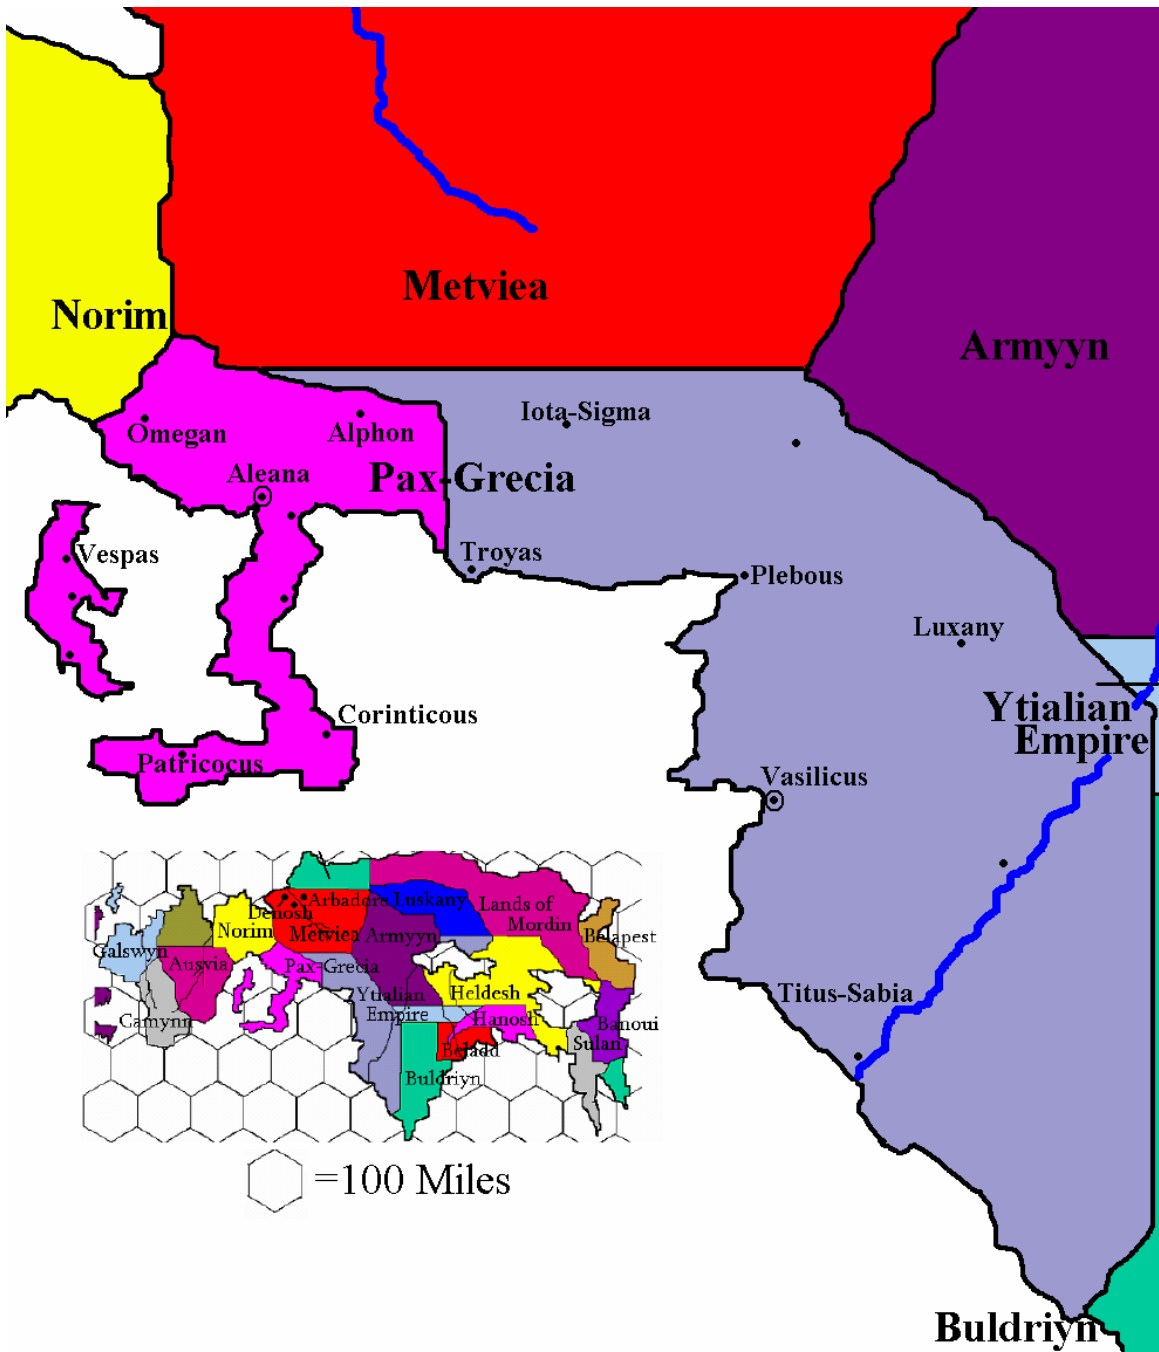 Metviea
Norim
Armyyn
Iota-Sigma
Omegan
Alphon
Aleana
Pax-Grecia
Vespas
Troyas
Plebous
Luxany
Corinticous
Ytialian
Empire
Patricocus
Vasilicus
Titus-Sabia
Buldriyn
Arbadore
Luskany
Lands of
Mordin
Denosh
Norim
Metviea
Armyyn
Belapest
Galswyn
Ausvia
Pax-Grecia
Ytialian
Empire
Heldesh
Camynn
Hanosh
Banoui
Sulan
Beladd
Buldriyn
=100 Miles